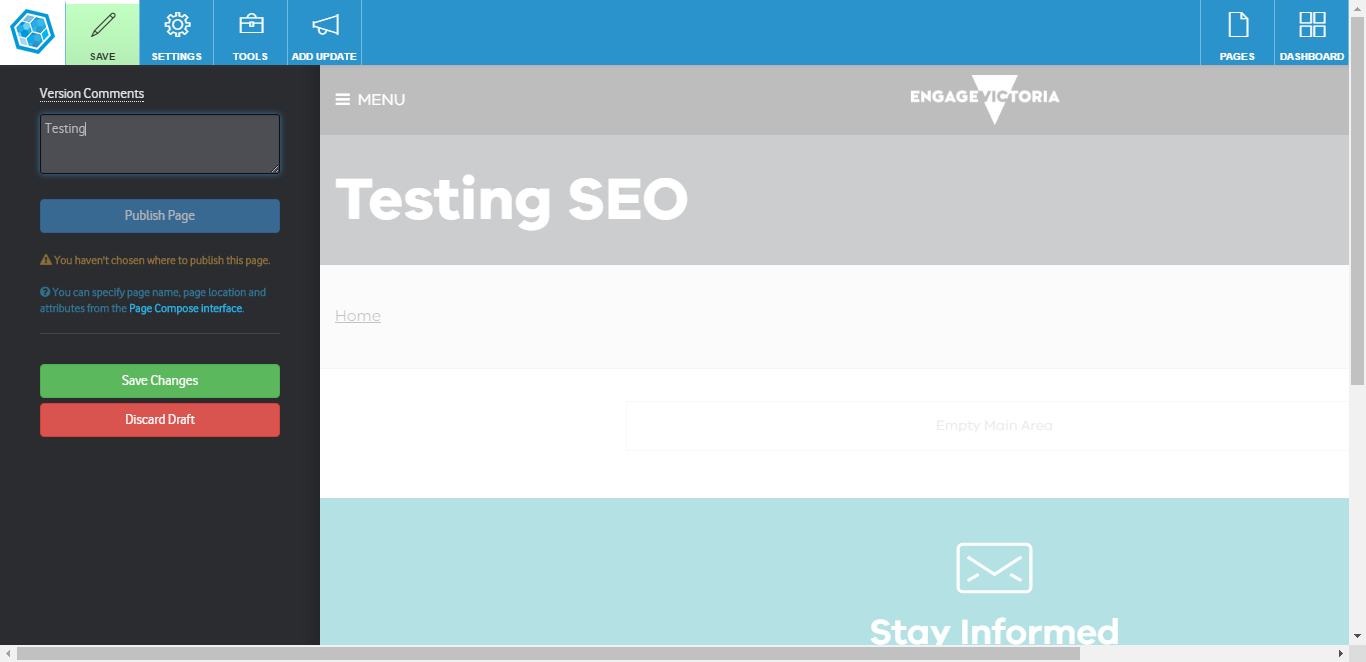 SAVE
SETTINGS
TOOLS
ADD UPDATE
PAGES
DASHBOARD
Version Comments
Testing
Publish Page
You haven't chosen where to publish this page.
You can specify page name, page location and
attributes from the Page Compose interface.
Save Changes
Discard Draft
MENU
ENGAGEVICTORIA
Testing SEO
Home
Empty Main Area
Stay Informed